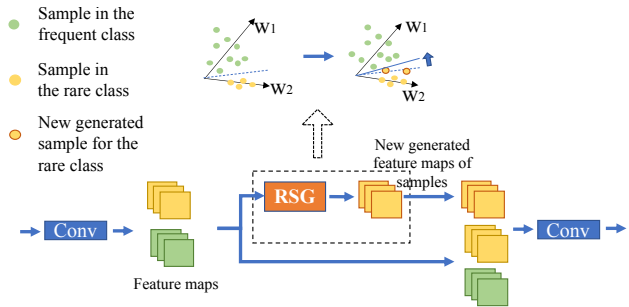 Sample in the
frequent class
Sample in
the rare class
New generated
sample for the
rare class
W1
W2
W1
W2
New generated
feature maps of
samples
RSG
Conv
Feature maps
Conv